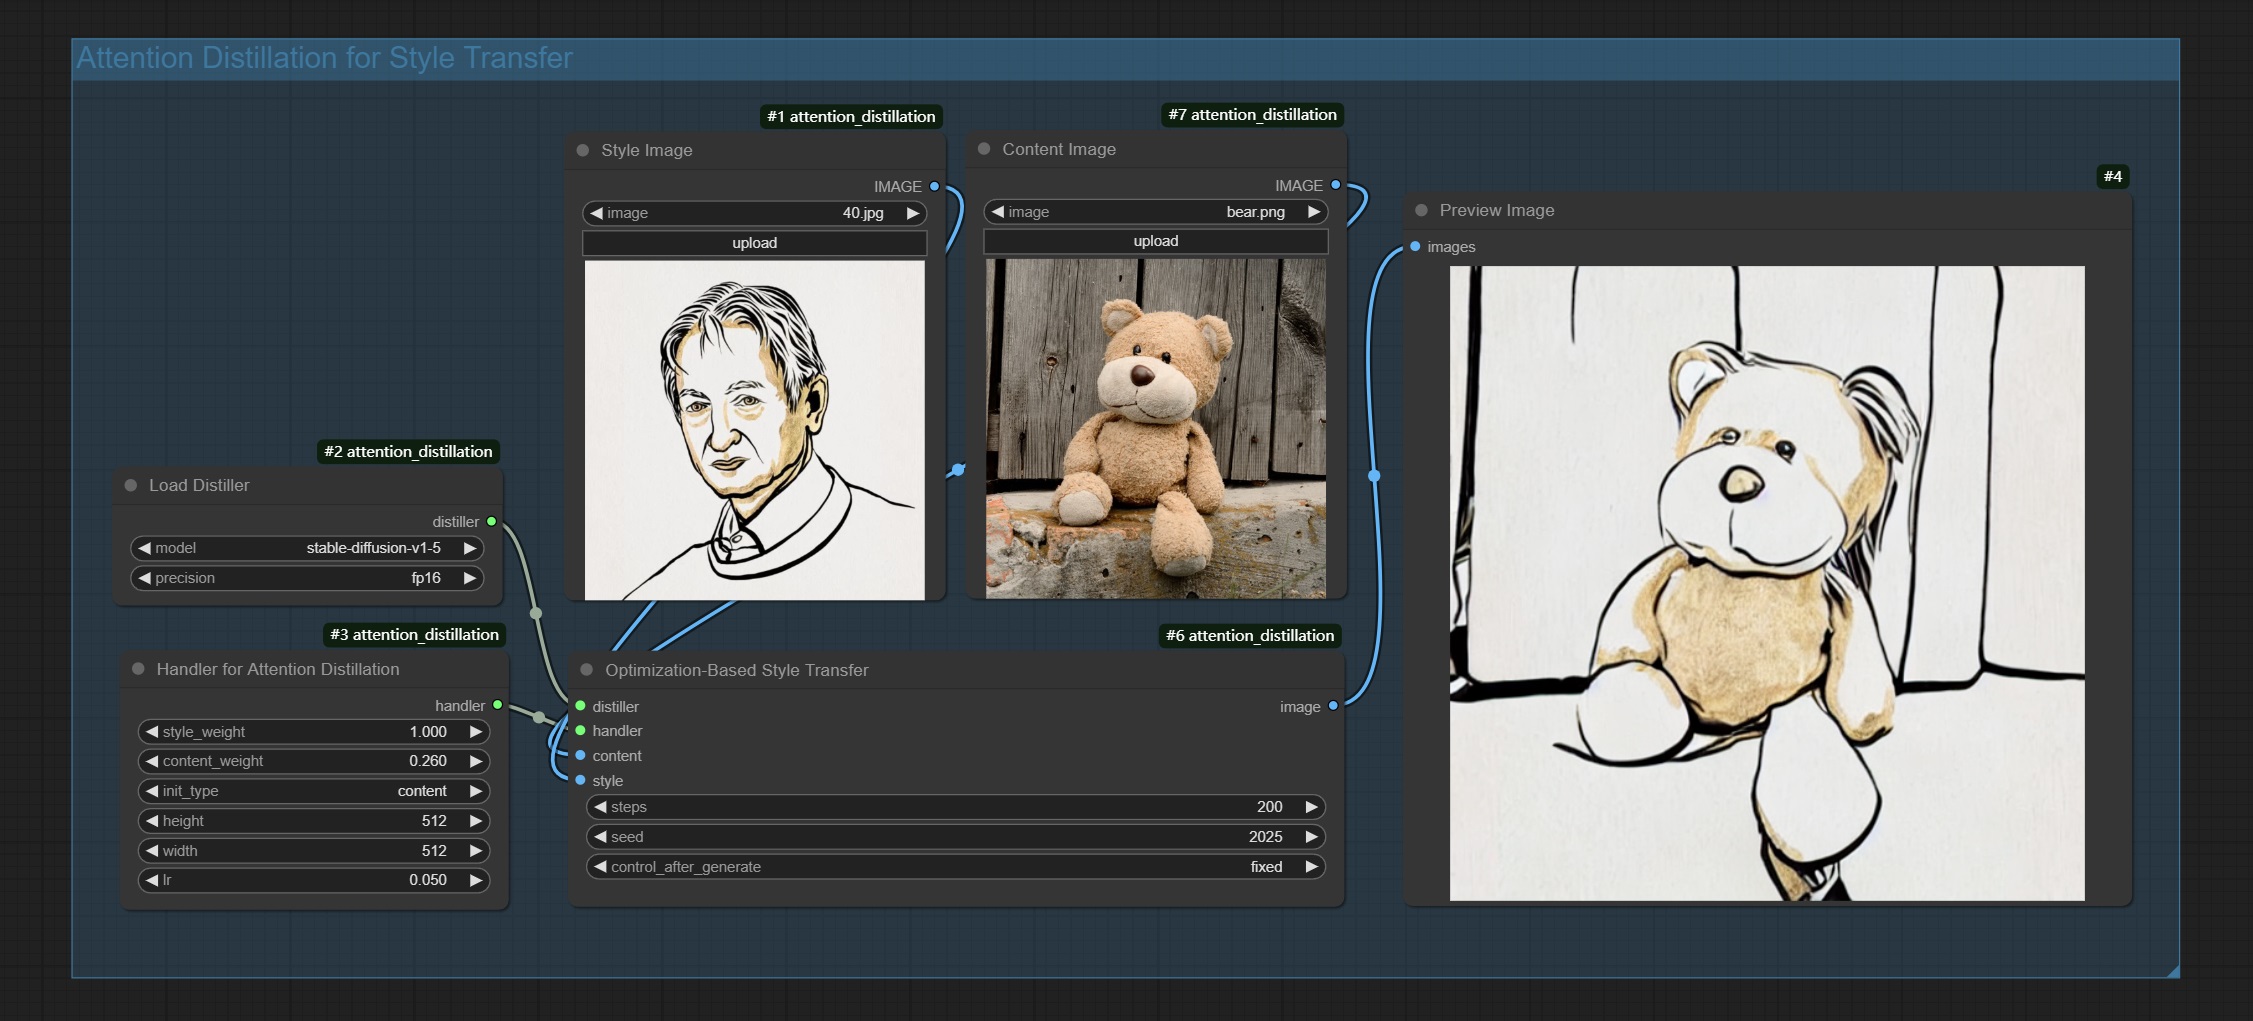 Attention Distillation for Style Transfer
#1 attention_distillation
Style Image
IMAGE
image 40.jpg
upload
#7 attention_distillation
Content Image
IMAGE
image bear.png
upload
#4
Preview Image
images
#2 attention_distillation
Load Distiller
distiller
model stable-diffusion-v1-5
precision fp16
#3 attention_distillation
Handler for Attention Distillation
handler
style_weight 1.000
content_weight 0.260
init_type content
height 512
width 512
lr 0.050
#6 attention_distillation
Optimization-Based Style Transfer
distiller image
handler
content
style
steps 200
seed 2025
control_after_generate fixed